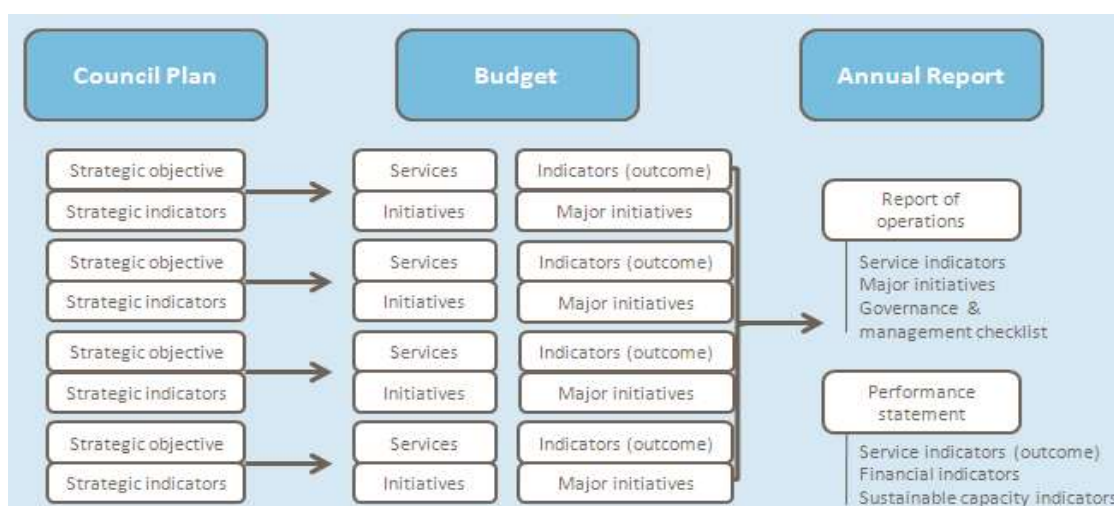 Council Plan
Budget
Annual Report
Strategic objective
Strategic indicators
Strategic objective
Strategic indicators
Strategic objective
Strategic indicators
Strategic objective
Strategic indicators
Services
Initiatives
Services
Initiatives
Services
Initiatives
Services
Initiatives
Indicators (outcome)
Major initiatives
Indicators (outcome)
Major initiatives
Indicators (outcome)
Major initiatives
Indicators (outcome)
Major initiatives
Report of
operations
Service indicators
Major initiatives
Governance &
management checklist
Performance
statement
Service indicators (outcome)
Financial indicators
Sustainable capacity indicators